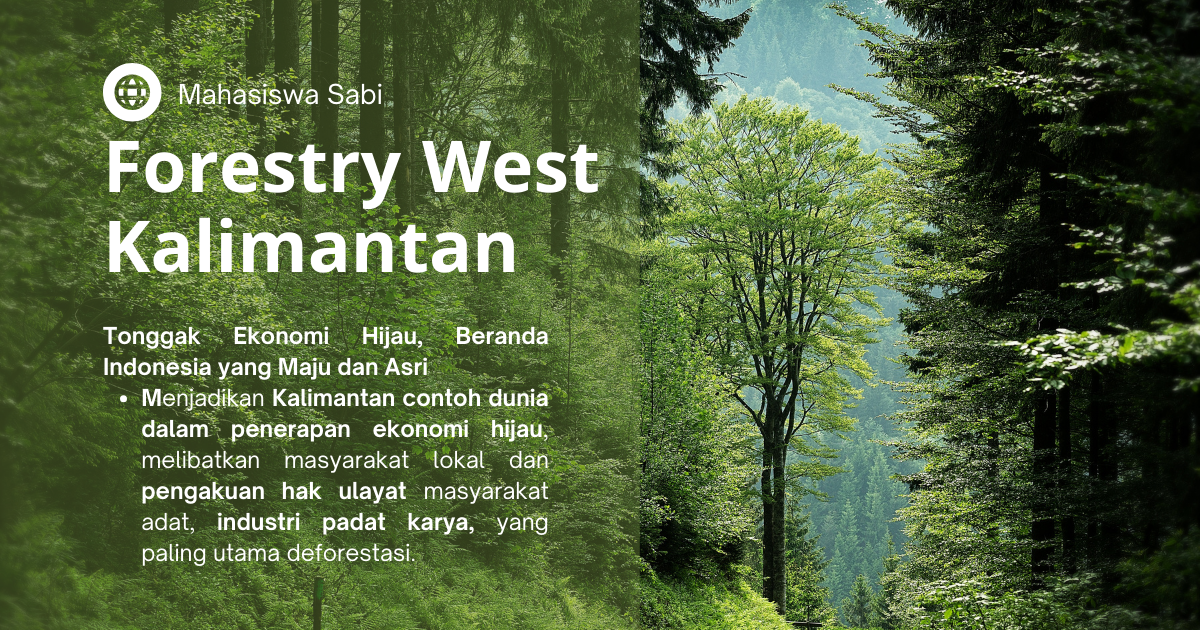 Mahasiswa Sabi
Forestry West
Kalimantan
Tonggak Ekonomi Hijau, Beranda
Indonesia yang Maju dan Asri
• Menjadikan Kalimantan contoh dunia
dalam penerapan ekonomi hijau,
melibatkan masyarakat lokal dan
pengakuan hak ulayat masyarakat
adat, industri padat karya, yang
paling utama deforestasi.